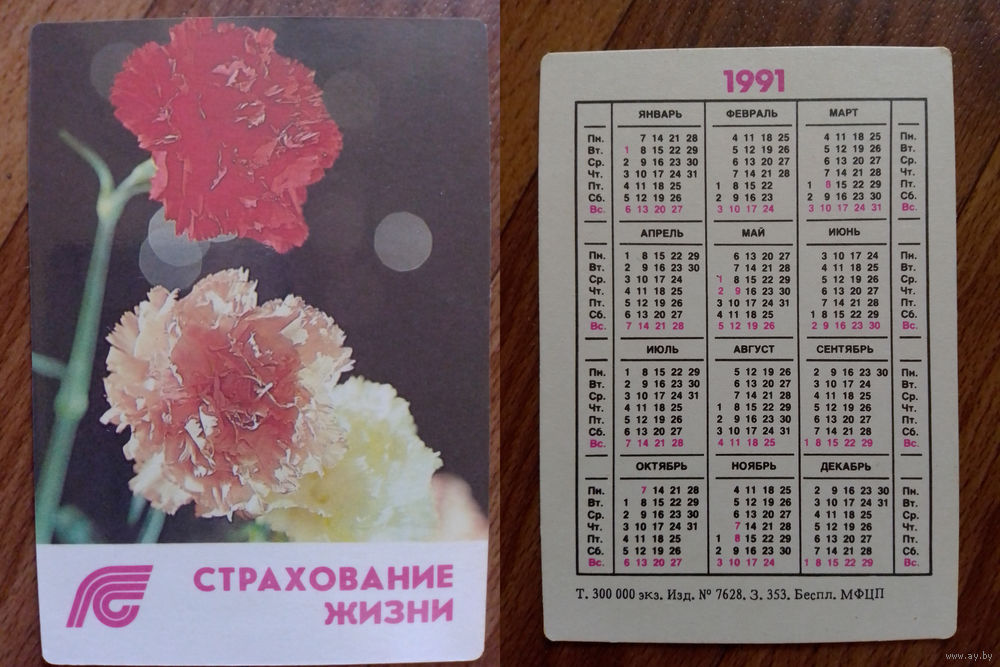 СТРАХОВАНИЕ
ЖИЗНИ
1991
ЯНВАРЬ ФЕВРАЛЬ МАРТ
Пн. 7 14 21 28 4 11 18 25 4 11 18 25 Пн.
Вт. 1 8 15 22 29 5 12 19 26 5 12 19 26 Вт.
Ср. 2 9 16 23 30 6 13 20 27 6 13 20 27 Ср.
Чт. 3 10 17 24 31 7 14 21 28 7 14 21 28 Чт.
Пт. 4 11 18 25 1 8 15 22 1 8 15 22 29 Пт.
Сб. 5 12 19 26 2 9 16 23 2 9 16 23 30 Сб.
Вс. 6 13 20 27 3 10 17 24 3 10 17 24 31 Вс.
АПРЕЛЬ МАЙ ИЮНЬ
Пн. 1 8 15 22 29 6 13 20 27 3 10 17 24 Пн.
Вт. 2 9 16 23 30 7 14 21 28 4 11 18 25 Вт.
Ср. 3 10 17 24 1 8 15 22 29 5 12 19 26 Ср.
Чт. 4 11 18 25 2 9 16 23 30 6 13 20 27 Чт.
Пт. 5 12 19 26 3 10 17 24 31 7 14 21 28 Пт.
Сб. 6 13 20 27 4 11 18 25 1 8 15 22 29 Сб.
Вс. 7 14 21 28 5 12 19 26 2 9 16 23 30 Вс.
ИЮЛЬ АВГУСТ СЕНТЯБРЬ
Пн. 1 8 15 22 29 5 12 19 26 2 9 16 23 30 Пн.
Вт. 2 9 16 23 30 6 13 20 27 3 10 17 24 Вт.
Ср. 3 10 17 24 31 7 14 21 28 4 11 18 25 Ср.
Чт. 4 11 18 25 1 8 15 22 29 5 12 19 26 Чт.
Пт. 5 12 19 26 2 9 16 23 30 6 13 20 27 Пт.
Сб. 6 13 20 27 3 10 17 24 31 7 14 21 28 Сб.
Вс. 7 14 21 28 4 11 18 25 1 8 15 22 29 Вс.
ОКТЯБРЬ НОЯБРЬ ДЕКАБРЬ
Пн. 7 14 21 28 4 11 18 25 2 9 16 23 30 Пн.
Вт. 1 8 15 22 29 5 12 19 26 3 10 17 24 31 Вт.
Ср. 2 9 16 23 30 6 13 20 27 4 11 18 25 Ср.
Чт. 3 10 17 24 31 7 14 21 28 5 12 19 26 Чт.
Пт. 4 11 18 25 1 8 15 22 29 6 13 20 27 Пт.
Сб. 5 12 19 26 2 9 16 23 30 7 14 21 28 Сб.
Вс. 6 13 20 27 3 10 17 24 1 8 15 22 29 Вс.
Т. 300 000 экз. Изд. № 7628. З. 353. Беспл. МФЦП
www.ay.by